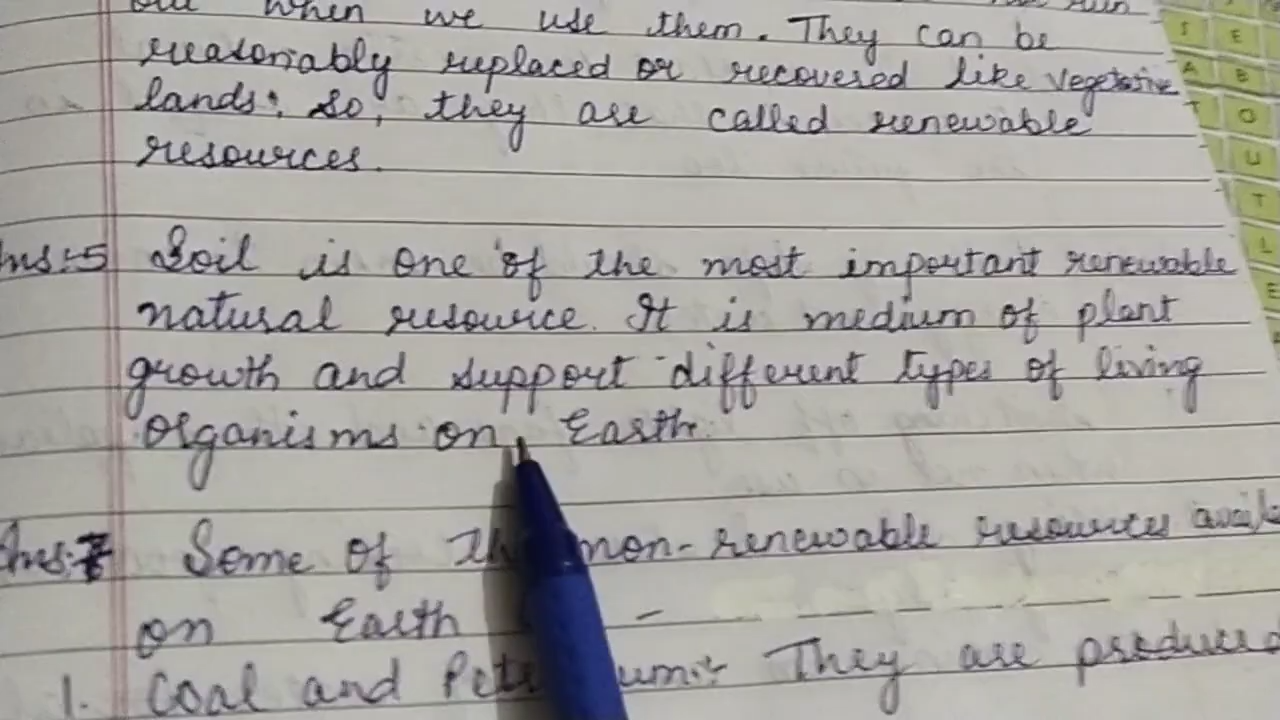 when we use them. They can be
reasonably replaced or recovered like vegetative
lands. So, they are called renewable
resources.
Ans:5 Soil is one of the most important renewable
natural resource. It is medium of plant
growth and support different types of living
organisms on Earth.
Ans:7 Some of the non-renewable resources
on Earth -
1. Coal and They are produced
S E
A B
T O
U
T
L
E